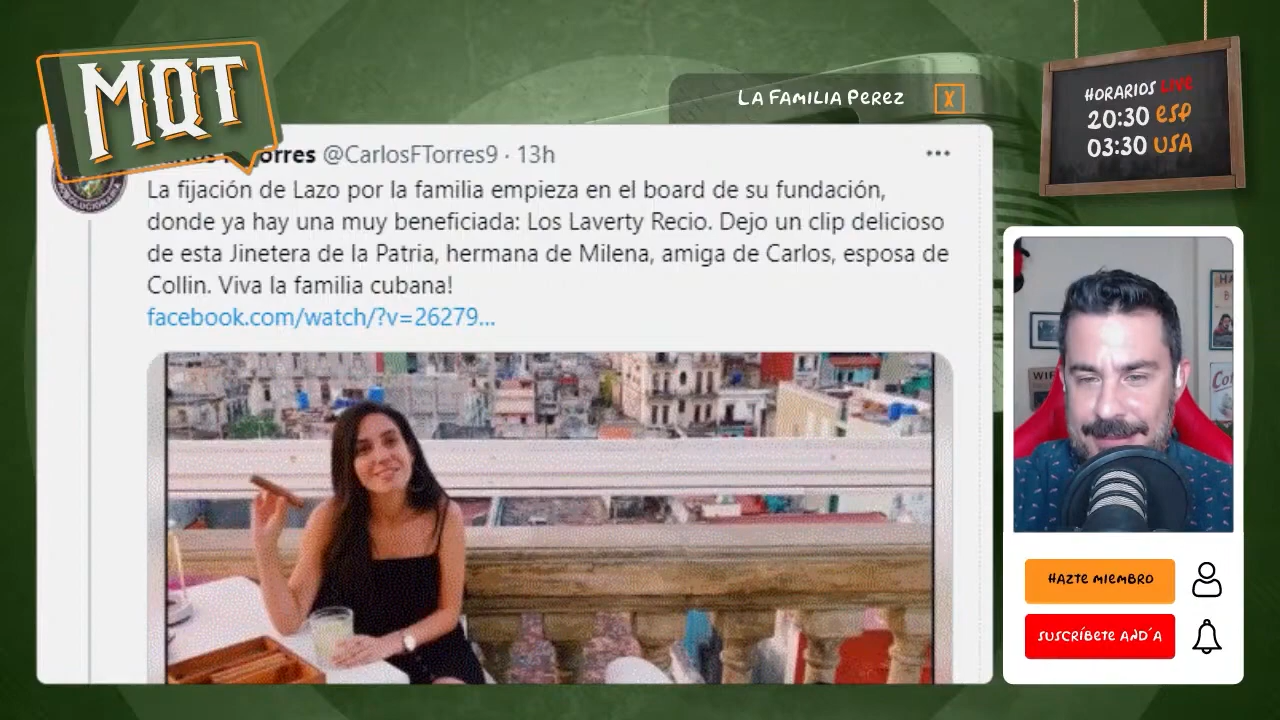 MQT
LA FAMILIA PEREZ
X
HORARIOS LIVE
20:30 ESP
03:30 USA
Torres @CarlosFTorres9 · 13h
La fijación de Lazo por la familia empieza en el board de su fundación,
donde ya hay una muy beneficiada: Los Laverty Recio. Dejo un clip delicioso
de esta Jinetera de la Patria, hermana de Milena, amiga de Carlos, esposa de
Collin. Viva la familia cubana!
facebook.com/watch/?v=26279...
HAZTE MIEMBRO
SUSCRÍBETE AND´A